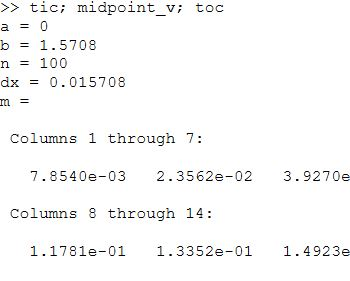 >> tic; midpoint_v; toc
a = 0
b = 1.5708
n = 100
dx = 0.015708
m =
Columns 1 through 7:
7.8540e-03 2.3562e-02 3.9270e
Columns 8 through 14:
1.1781e-01 1.3352e-01 1.4923e